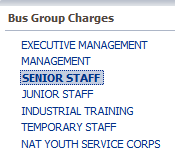 Bus Group Charges
EXECUTIVE MANAGEMENT
MANAGEMENT
SENIOR STAFF
JUNIOR STAFF
INDUSTRIAL TRAINING
TEMPORARY STAFF
NAT YOUTH SERVICE CORPS